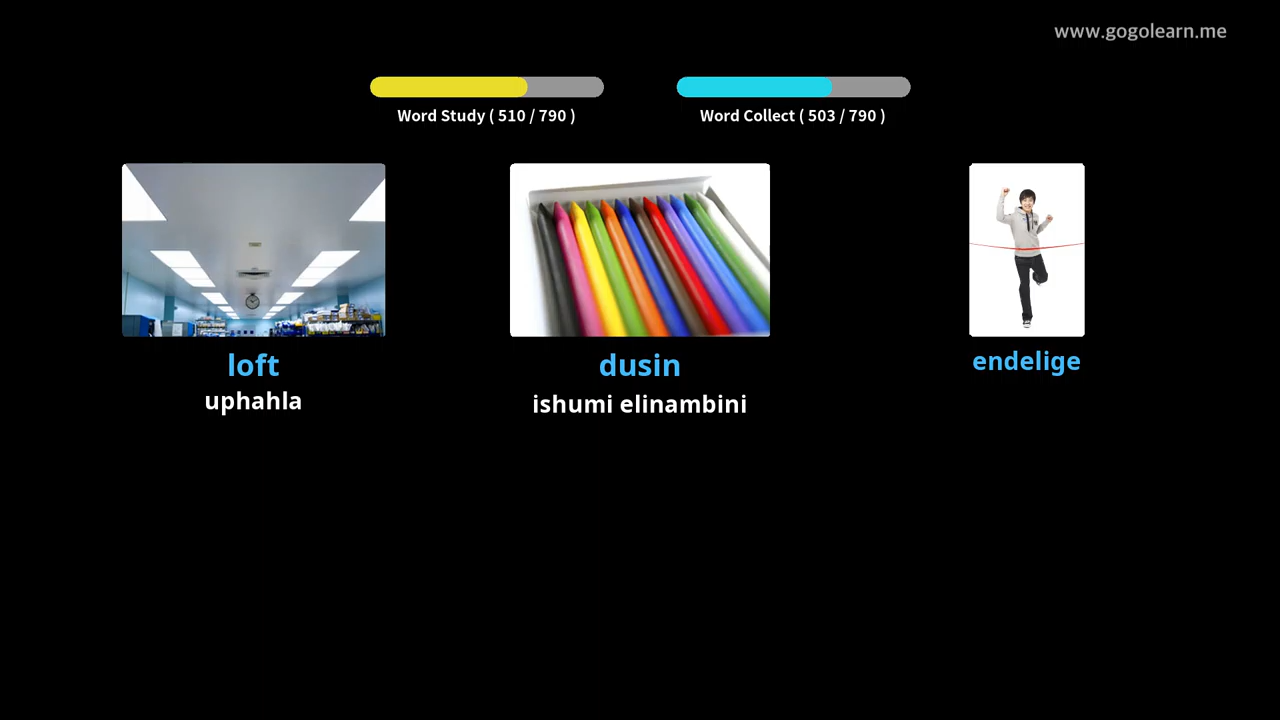 www.gogolearn.me
Word Study ( 510 / 790 )
Word Collect ( 503 / 790 )
loft
uphahla
dusin
ishumi elinambini
endelige